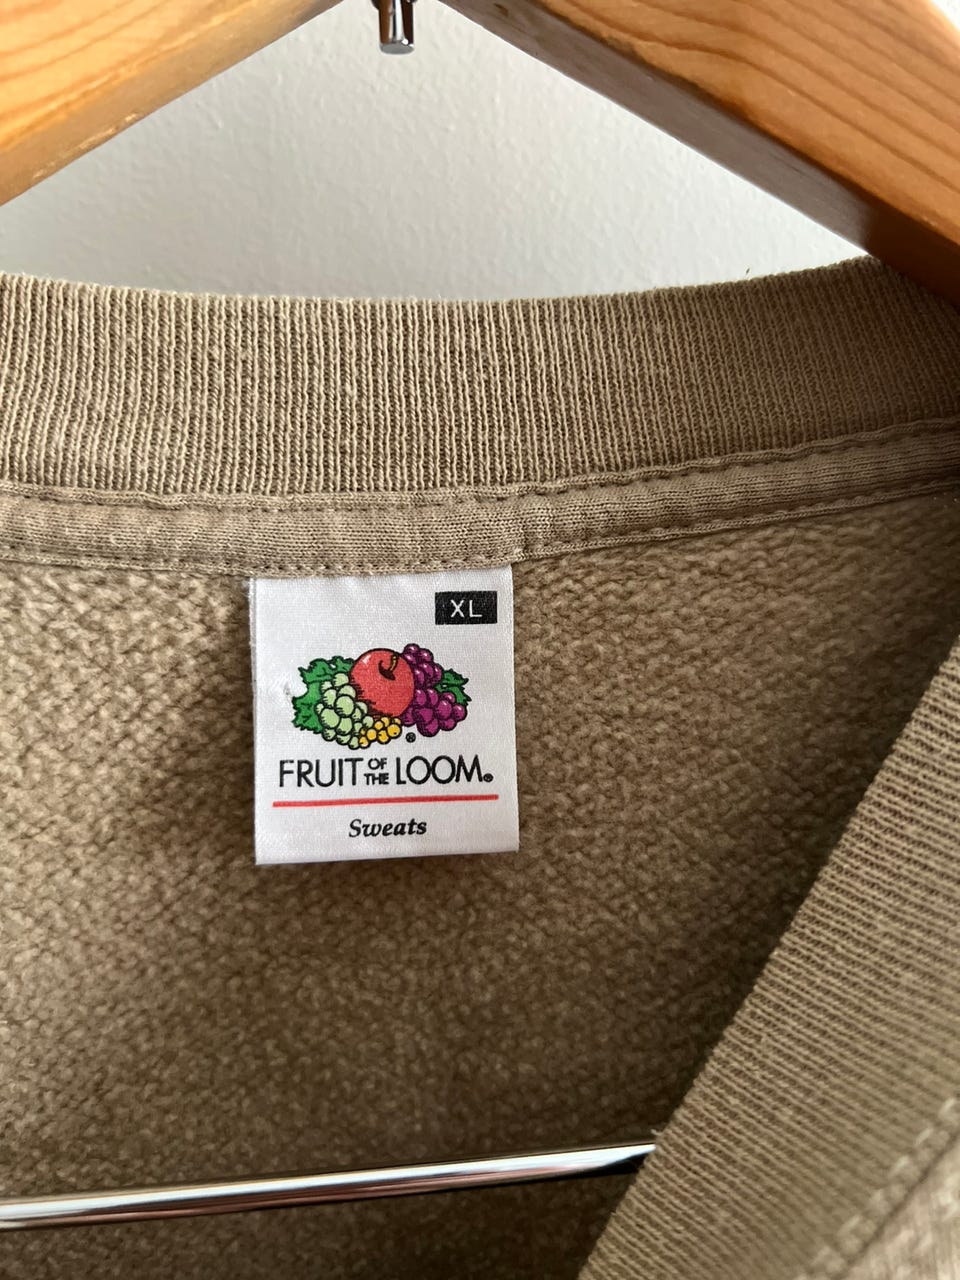 XL
®
FRUIT OF THE LOOM®
Sweats